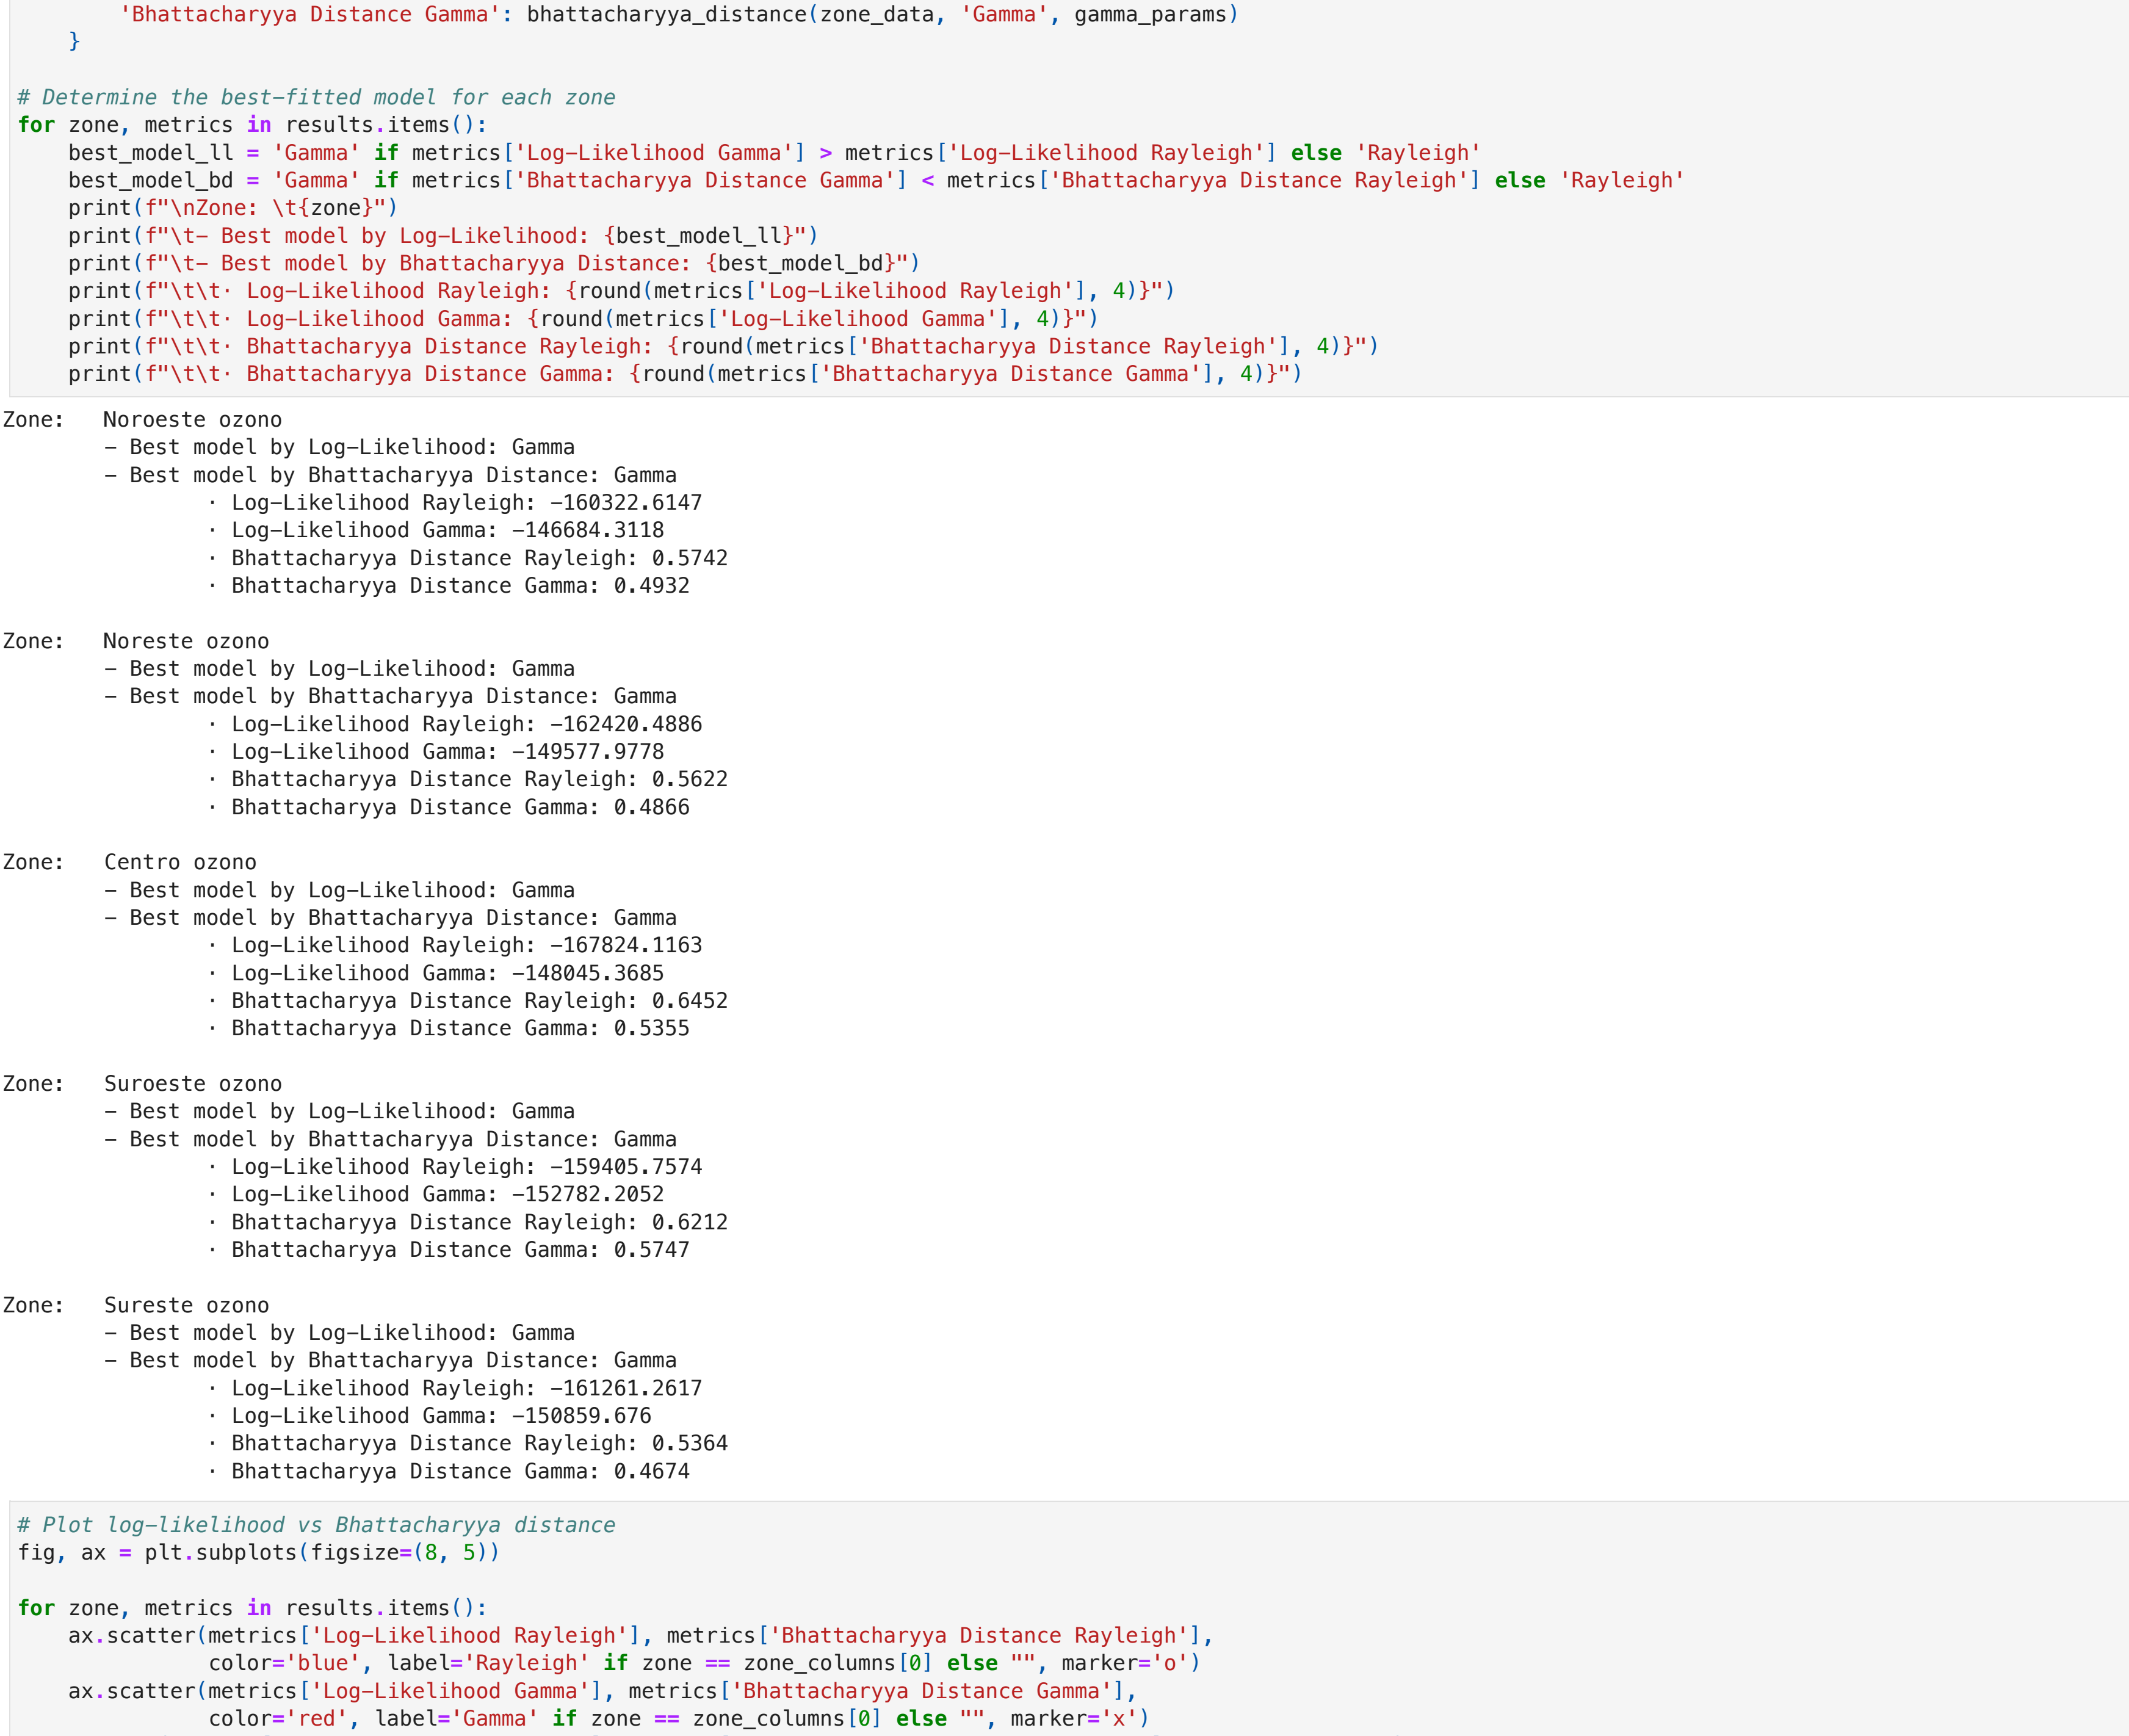 'Bhattacharyya Distance Gamma': bhattacharyya_distance(zone_data, 'Gamma', gamma_params)
}
# Determine the best-fitted model for each zone
for zone, metrics in results.items():
best_model_ll = 'Gamma' if metrics['Log-Likelihood Gamma'] > metrics['Log-Likelihood Rayleigh'] else 'Rayleigh'
best_model_bd = 'Gamma' if metrics['Bhattacharyya Distance Gamma'] < metrics['Bhattacharyya Distance Rayleigh'] else 'Rayleigh'
print(f"\nZone: \t{zone}")
print(f"\t- Best model by Log-Likelihood: {best_model_ll}")
print(f"\t- Best model by Bhattacharyya Distance: {best_model_bd}")
print(f"\t\t· Log-Likelihood Rayleigh: {round(metrics['Log-Likelihood Rayleigh'], 4)}")
print(f"\t\t· Log-Likelihood Gamma: {round(metrics['Log-Likelihood Gamma'], 4)}")
print(f"\t\t· Bhattacharyya Distance Rayleigh: {round(metrics['Bhattacharyya Distance Rayleigh'], 4)}")
print(f"\t\t· Bhattacharyya Distance Gamma: {round(metrics['Bhattacharyya Distance Gamma'], 4)}")
Zone: Noroeste ozono
- Best model by Log-Likelihood: Gamma
- Best model by Bhattacharyya Distance: Gamma
· Log-Likelihood Rayleigh: -160322.6147
· Log-Likelihood Gamma: -146684.3118
· Bhattacharyya Distance Rayleigh: 0.5742
· Bhattacharyya Distance Gamma: 0.4932
Zone: Noreste ozono
- Best model by Log-Likelihood: Gamma
- Best model by Bhattacharyya Distance: Gamma
· Log-Likelihood Rayleigh: -162420.4886
· Log-Likelihood Gamma: -149577.9778
· Bhattacharyya Distance Rayleigh: 0.5622
· Bhattacharyya Distance Gamma: 0.4866
Zone: Centro ozono
- Best model by Log-Likelihood: Gamma
- Best model by Bhattacharyya Distance: Gamma
· Log-Likelihood Rayleigh: -167824.1163
· Log-Likelihood Gamma: -148045.3685
· Bhattacharyya Distance Rayleigh: 0.6452
· Bhattacharyya Distance Gamma: 0.5355
Zone: Suroeste ozono
- Best model by Log-Likelihood: Gamma
- Best model by Bhattacharyya Distance: Gamma
· Log-Likelihood Rayleigh: -159405.7574
· Log-Likelihood Gamma: -152782.2052
· Bhattacharyya Distance Rayleigh: 0.6212
· Bhattacharyya Distance Gamma: 0.5747
Zone: Sureste ozono
- Best model by Log-Likelihood: Gamma
- Best model by Bhattacharyya Distance: Gamma
· Log-Likelihood Rayleigh: -161261.2617
· Log-Likelihood Gamma: -150859.676
· Bhattacharyya Distance Rayleigh: 0.5364
· Bhattacharyya Distance Gamma: 0.4674
# Plot log-likelihood vs Bhattacharyya distance
fig, ax = plt.subplots(figsize=(8, 5))
for zone, metrics in results.items():
ax.scatter(metrics['Log-Likelihood Rayleigh'], metrics['Bhattacharyya Distance Rayleigh'],
color='blue', label='Rayleigh' if zone == zone_columns[0] else "", marker='o')
ax.scatter(metrics['Log-Likelihood Gamma'], metrics['Bhattacharyya Distance Gamma'],
color='red', label='Gamma' if zone == zone_columns[0] else "", marker='x')